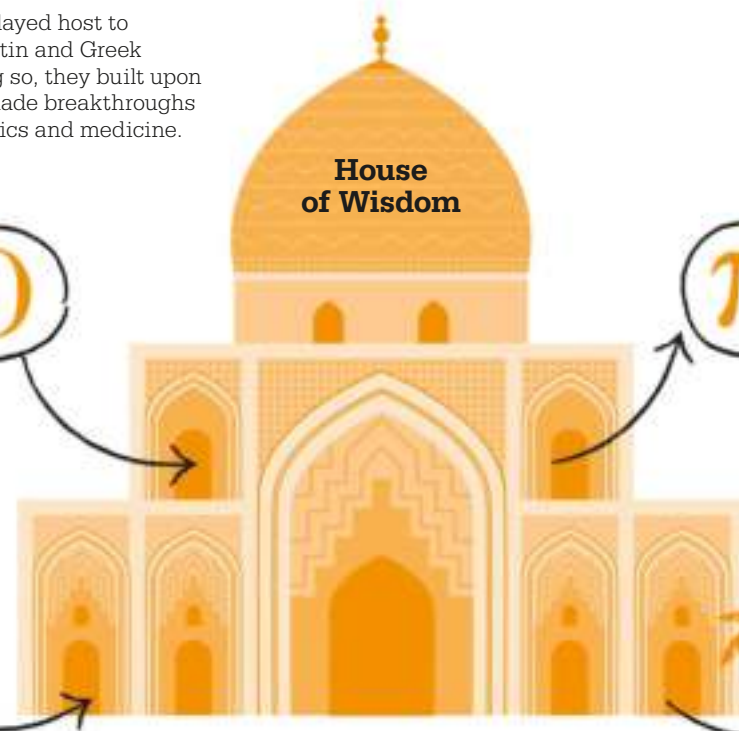 layed host to
tin and Greek
g so, they built upon
ade breakthroughs
ics and medicine.
House
of Wisdom